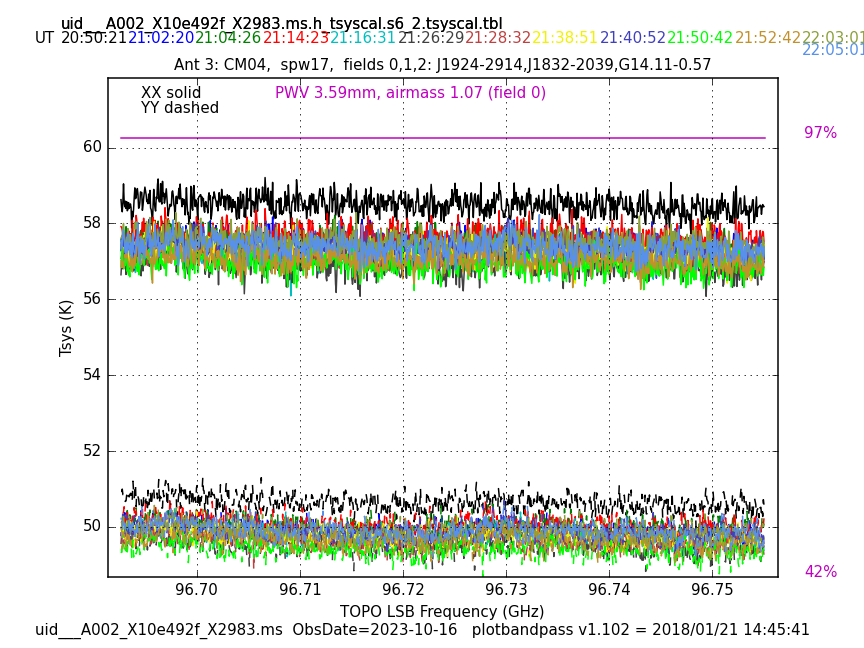 uid___A002_X10e492f_X2983.ms.h_tsyscal.s6_2.tsyscal.tbl
UT 20:50:21 21:02:20 21:04:26 21:14:23 21:16:31 21:26:29 21:28:32 21:38:51 21:40:52 21:50:42 21:52:42 22:03:01
22:05:01
Ant 3: CM04, spw17, fields 0,1,2: J1924-2914,J1832-2039,G14.11-0.57
XX solid
YY dashed
PWV 3.59mm, airmass 1.07 (field 0)
97%
60
58
56
54
52
50
Tsys (K)
42%
96.70 96.71 96.72 96.73 96.74 96.75
TOPO LSB Frequency (GHz)
uid___A002_X10e492f_X2983.ms ObsDate=2023-10-16 plotbandpass v1.102 = 2018/01/21 14:45:41